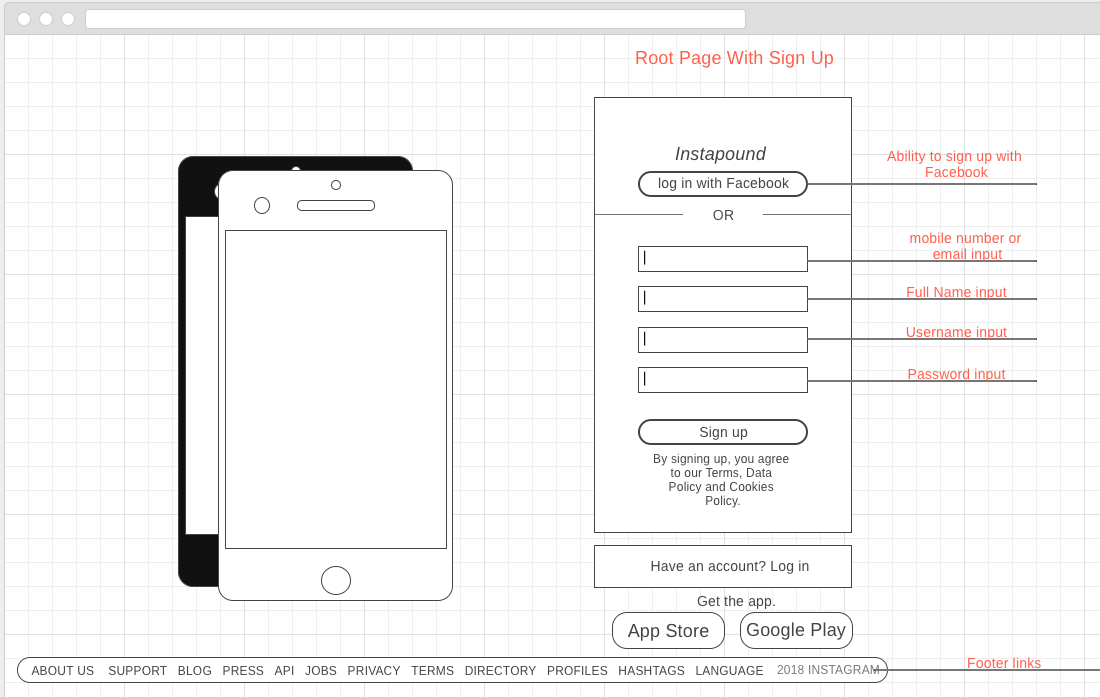 Root Page With Sign Up
Instapound
Ability to sign up with
Facebook
log in with Facebook
OR
mobile number or
email input
Full Name input
Username input
Password input
Sign up
By signing up, you agree
to our Terms, Data
Policy and Cookies
Policy.
Have an account? Log in
Get the app.
App Store Google Play
ABOUT US SUPPORT BLOG PRESS API JOBS PRIVACY TERMS DIRECTORY PROFILES HASHTAGS LANGUAGE 2018 INSTAGRAM
Footer links